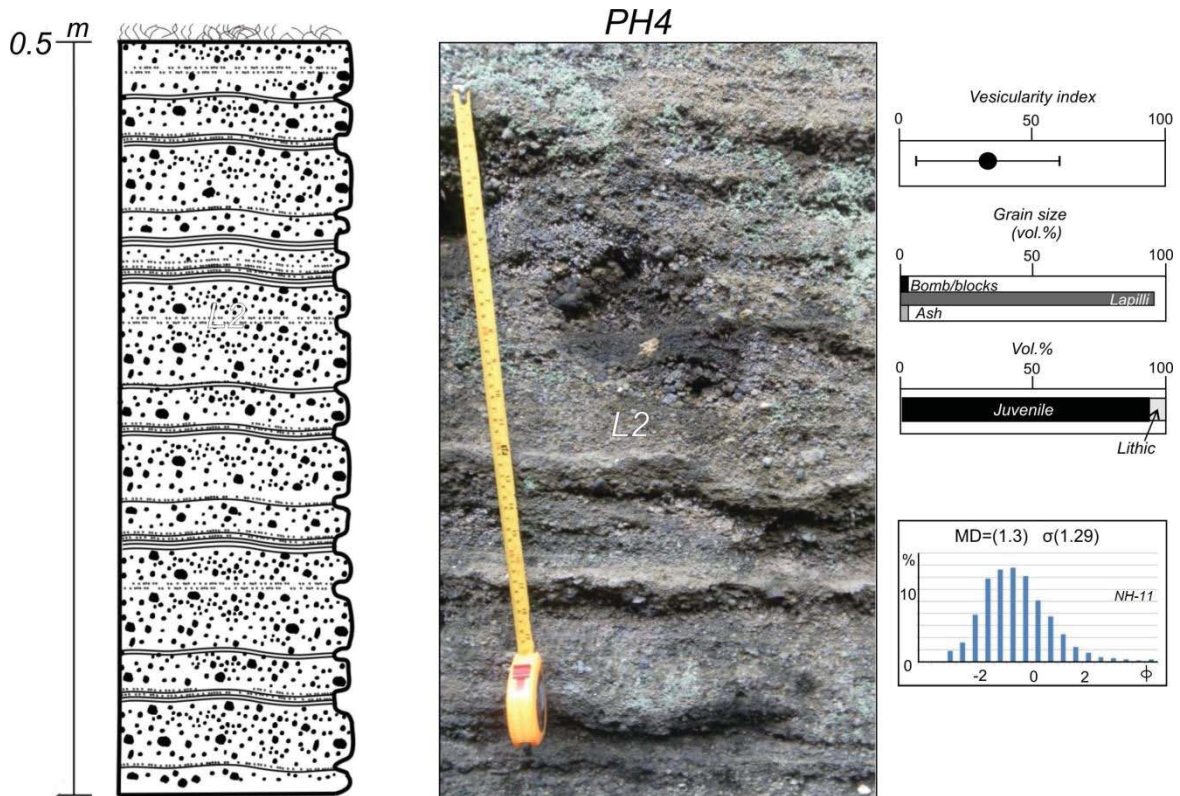 PH4
m
0.5
L2
L2
Vesicularity index
0 50 100
Grain size
(vol.%)
0 50 100
Bomb/blocks
Lapilli
Ash
Vol.%
0 50 100
Juvenile
Lithic
MD=(1.3) σ(1.29)
%
10
NH-11
0
-2 0 2 Φ